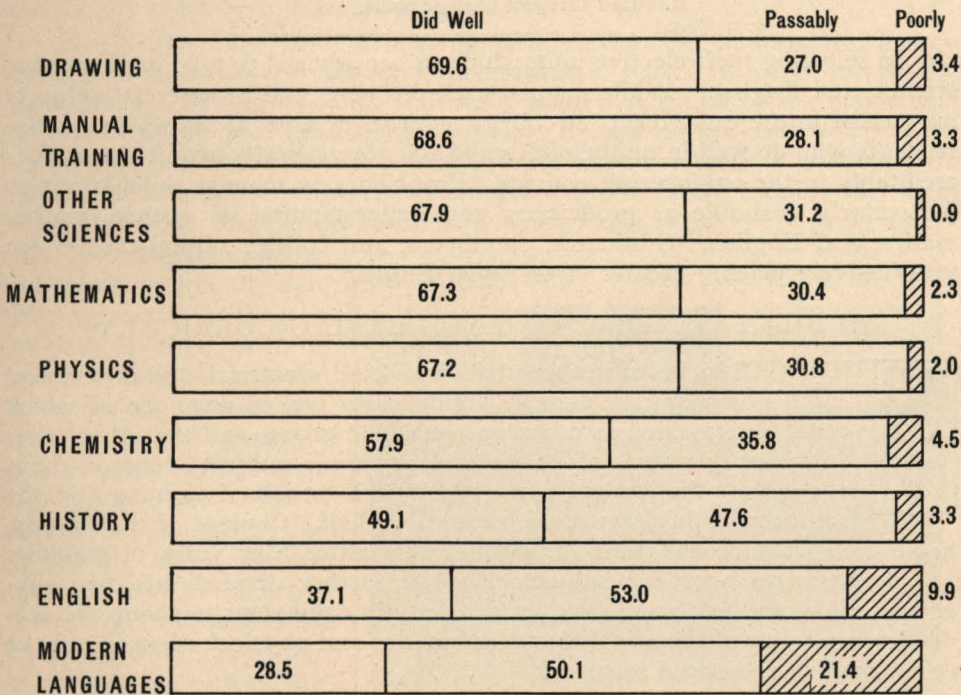 Did Well Passably Poorly
DRAWING 69.6 27.0 3.4
MANUAL
TRAINING 68.6 28.1 3.3
OTHER
SCIENCES 67.9 31.2 0.9
MATHEMATICS 67.3 30.4 2.3
PHYSICS 67.2 30.8 2.0
CHEMISTRY 57.9 35.8 4.5
HISTORY 49.1 47.6 3.3
ENGLISH 37.1 53.0 9.9
MODERN
LANGUAGES 28.5 50.1 21.4